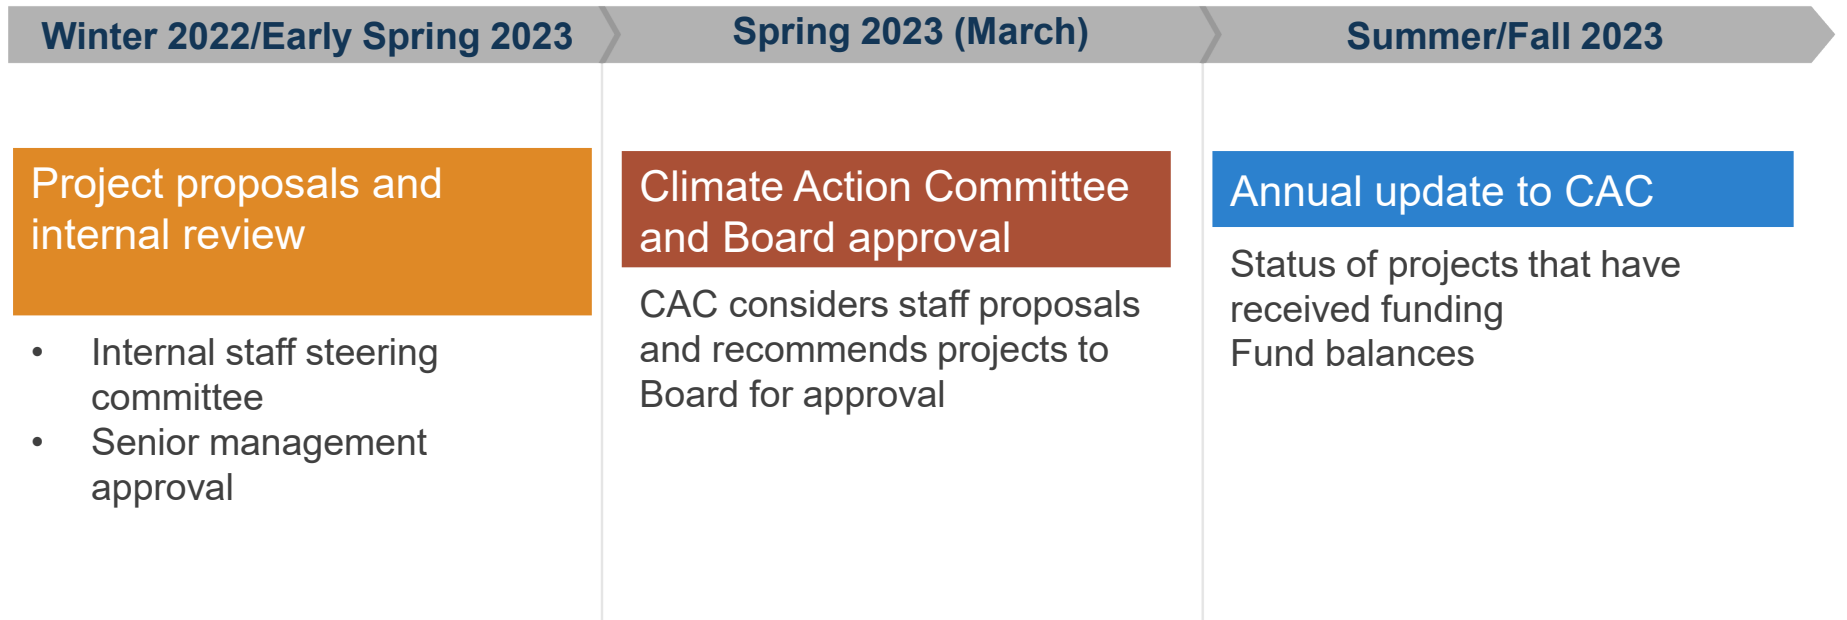 Winter 2022/Early Spring 2023
Spring 2023 (March)
Summer/Fall 2023
Project proposals and
internal review
• Internal staff steering
committee
• Senior management
approval
Climate Action Committee
and Board approval
CAC considers staff proposals
and recommends projects to
Board for approval
Annual update to CAC
Status of projects that have
received funding
Fund balances